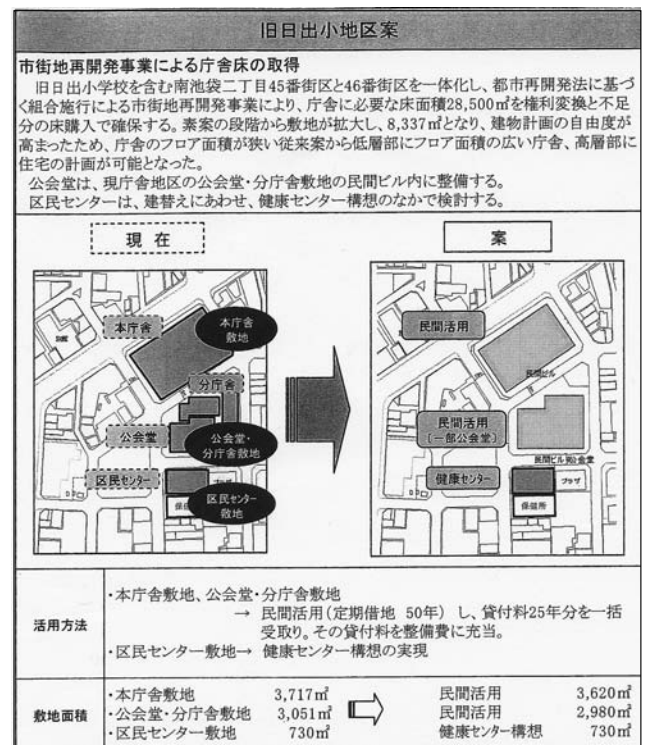 旧日出小地区案
市街地再開発事業による庁舎床の取得
旧日出小学校を含む南池袋二丁目45番街区と46番街区を一体化し、都市再開発法に基づ
く組合施行による市街地再開発事業により、庁舎に必要な床面積28,500㎡を権利変換と不足
分の床購入で確保する。素案の段階から敷地が拡大し、8,337㎡となり、建物計画の自由度が
高まったため、庁舎のフロア面積が狭い従来案から低層部にフロア面積の広い庁舎、高層部に
住宅の計画が可能となった。
公会堂は、現庁舎地区の公会堂・分庁舎敷地の民間ビル内に整備する。
区民センターは、建替えにあわせ、健康センター構想のなかで検討する。
現 在
案
本庁舎
本庁舎
敷地
分庁舎
公会堂
公会堂・
分庁舎敷地
区民センター
プラザ
区民センター
敷地
保健所
民間活用
民間ビル
民間活用
(一部公会堂)
民間ビル・公会堂
健康センター
プラザ
保健所
活用方法
・本庁舎敷地、公会堂・分庁舎敷地
→ 民間活用(定期借地 50年)し、貸付料25年分を一括
受取り。その貸付料を整備費に充当。
・区民センター敷地→ 健康センター構想の実現
敷地面積
・本庁舎敷地 3,717㎡ ⇨ 民間活用 3,620㎡
・公会堂・分庁舎敷地 3,051㎡ 民間活用 2,980㎡
・区民センター敷地 730㎡ 健康センター構想 730㎡